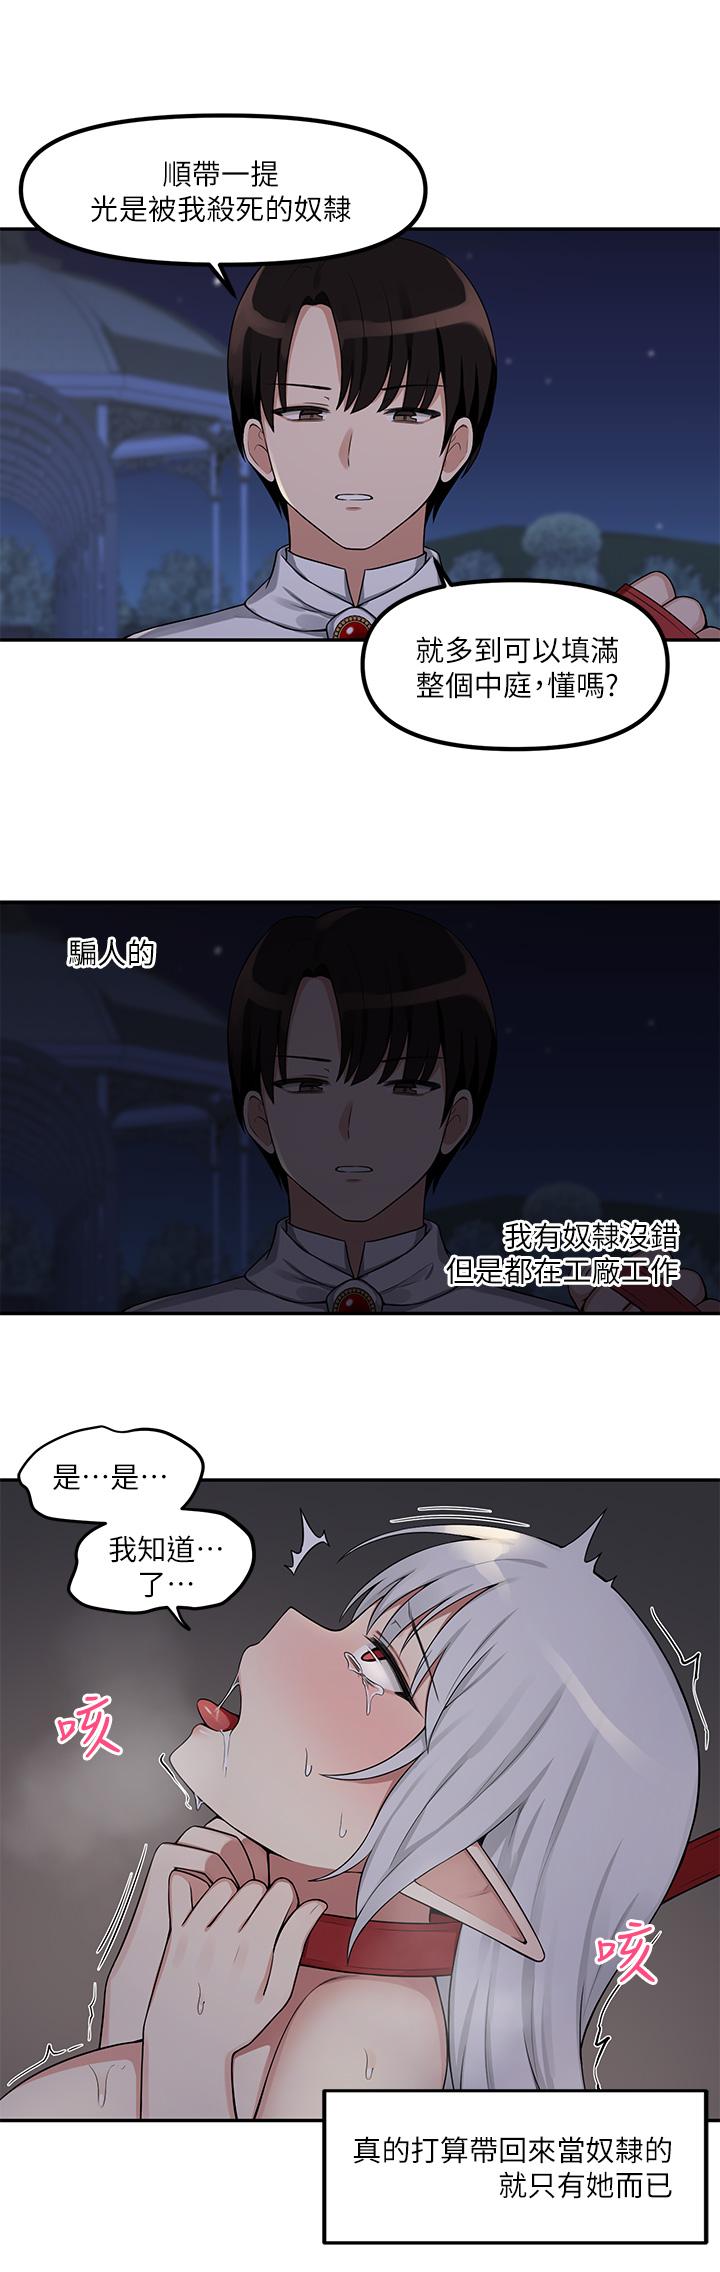 順帶一提
光是被我殺死的奴隸
就多到可以填滿
整個中庭，懂嗎?
騙人的
我有奴隸沒錯
但是都在工廠工作
是…是…
我知道…
了…
咳
咳
真的打算帶回來當奴隸的
就只有她而已